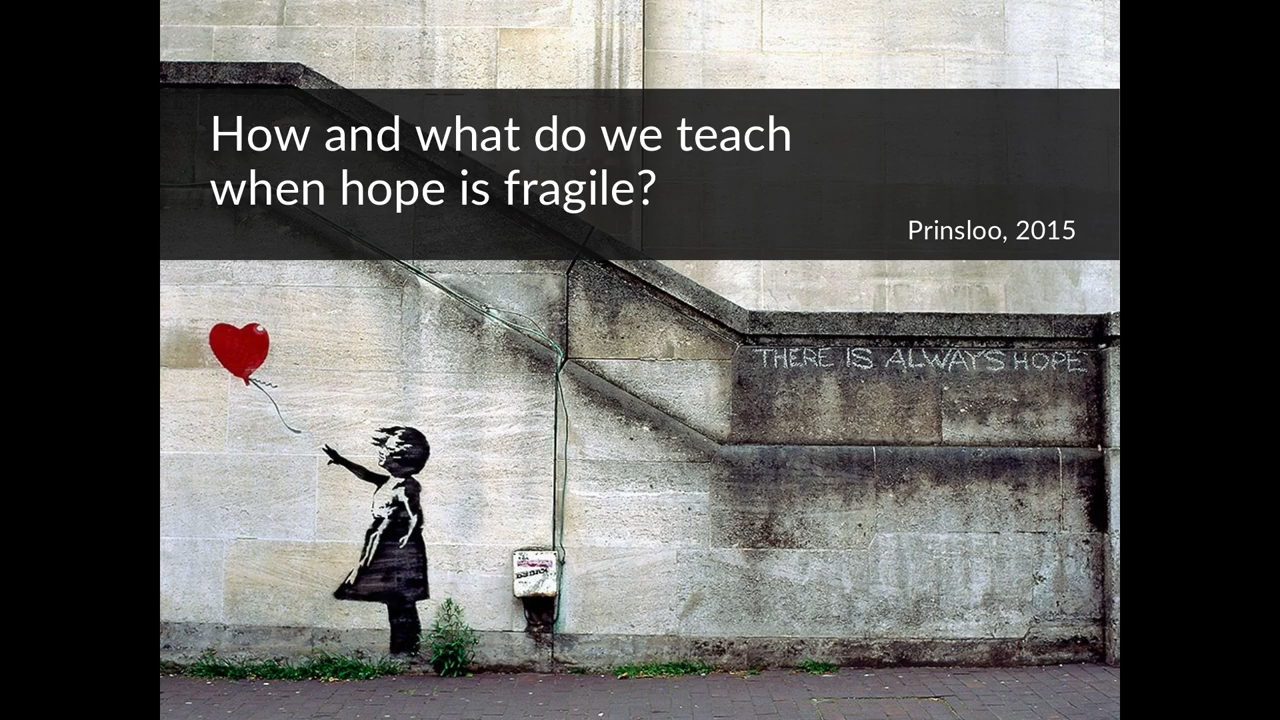 How and what do we teach
when hope is fragile?
Prinsloo, 2015
THERE IS ALWAYS HOPE